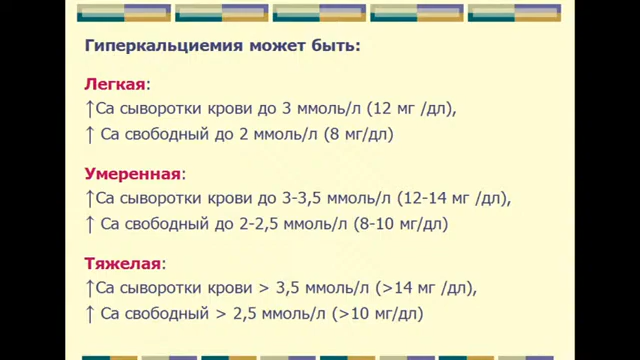 Гиперкальциемия может быть:
Легкая:
↑Са сыворотки крови до 3 ммоль/л (12 мг /дл),
↑ Са свободный до 2 ммоль/л (8 мг/дл)
Умеренная:
↑Са сыворотки крови до 3-3,5 ммоль/л (12-14 мг /дл),
↑ Са свободный до 2-2,5 ммоль/л (8-10 мг/дл)
Тяжелая:
↑Са сыворотки крови > 3,5 ммоль/л (>14 мг /дл),
↑ Са свободный > 2,5 ммоль/л (>10 мг/дл)